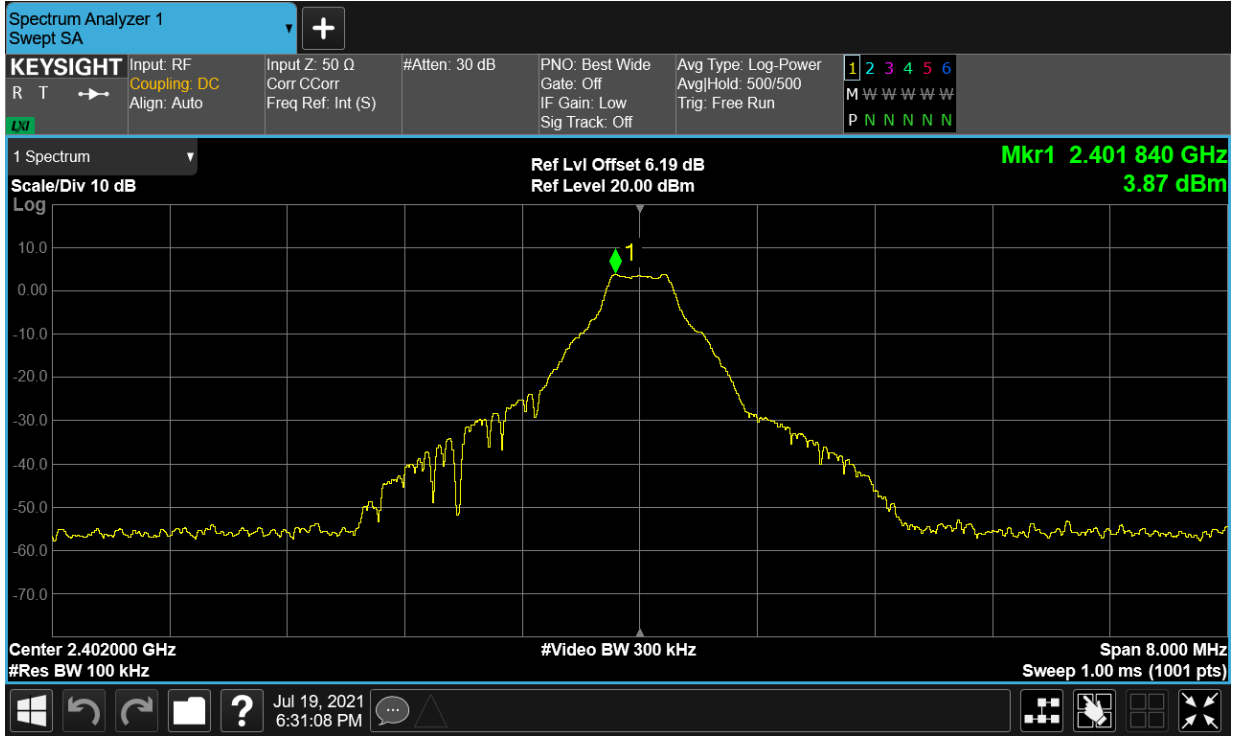 Spectrum Analyzer 1
Swept SA
KEYSIGHT
R T
LXI
Input: RF
Coupling: DC
Align: Auto
Input Z: 50 Ω
Corr CCorr
Freq Ref: Int (S)
#Atten: 30 dB
PNO: Best Wide
Gate: Off
IF Gain: Low
Sig Track: Off
Avg Type: Log-Power
Avg|Hold: 500/500
Trig: Free Run
1 2 3 4 5 6
M W W W W W
P N N N N N N
1 Spectrum
Scale/Div 10 dB
Ref Lvl Offset 6.19 dB
Ref Level 20.00 dBm
Mkr1 2.401 840 GHz
3.87 dBm
Log
1
10.0
0.00
-10.0
-20.0
-30.0
-40.0
-50.0
-60.0
-70.0
Center 2.402000 GHz
#Res BW 100 kHz
#Video BW 300 kHz
Span 8.000 MHz
Sweep 1.00 ms (1001 pts)
?
Jul 19, 2021
6:31:08 PM